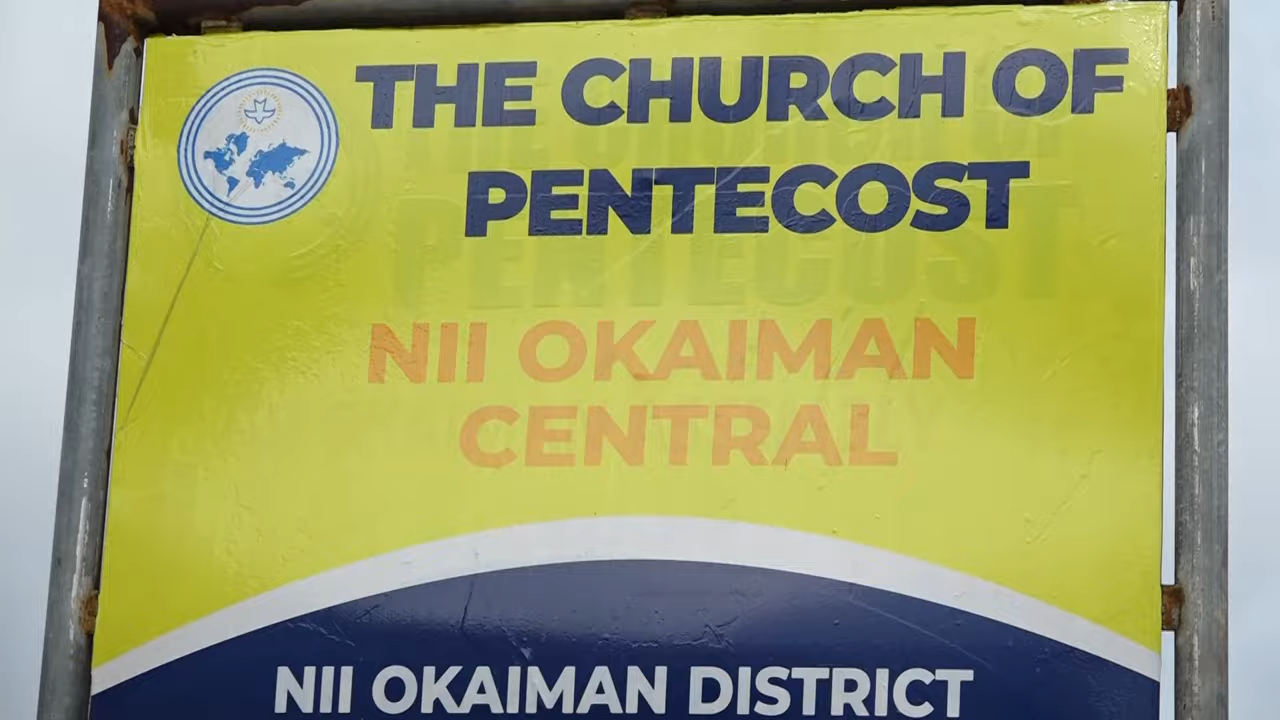 THE CHURCH OF
PENTECOST
NII OKAIMAN
CENTRAL
NII OKAIMAN DISTRICT